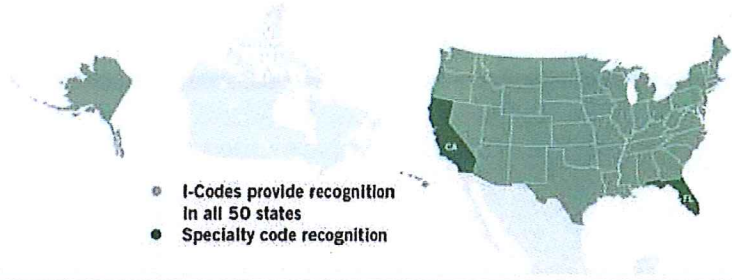 CA
FL
I-Codes provide recognition
in all 50 states
Specialty code recognition